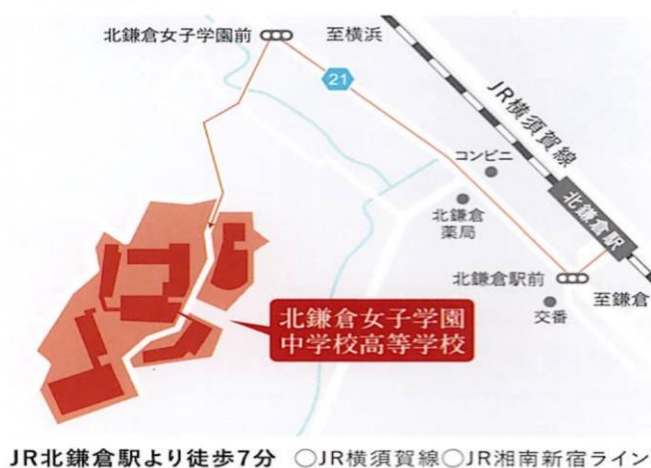 北鎌倉女子学園前
至横浜
21
JR横須賀線
コンビニ
北鎌倉
薬局
北鎌倉駅
北鎌倉駅前
至鎌倉
交番
北鎌倉女子学園
中学校高等学校
JR北鎌倉駅より徒歩7分 ○JR横須賀線○JR湘南新宿ライン